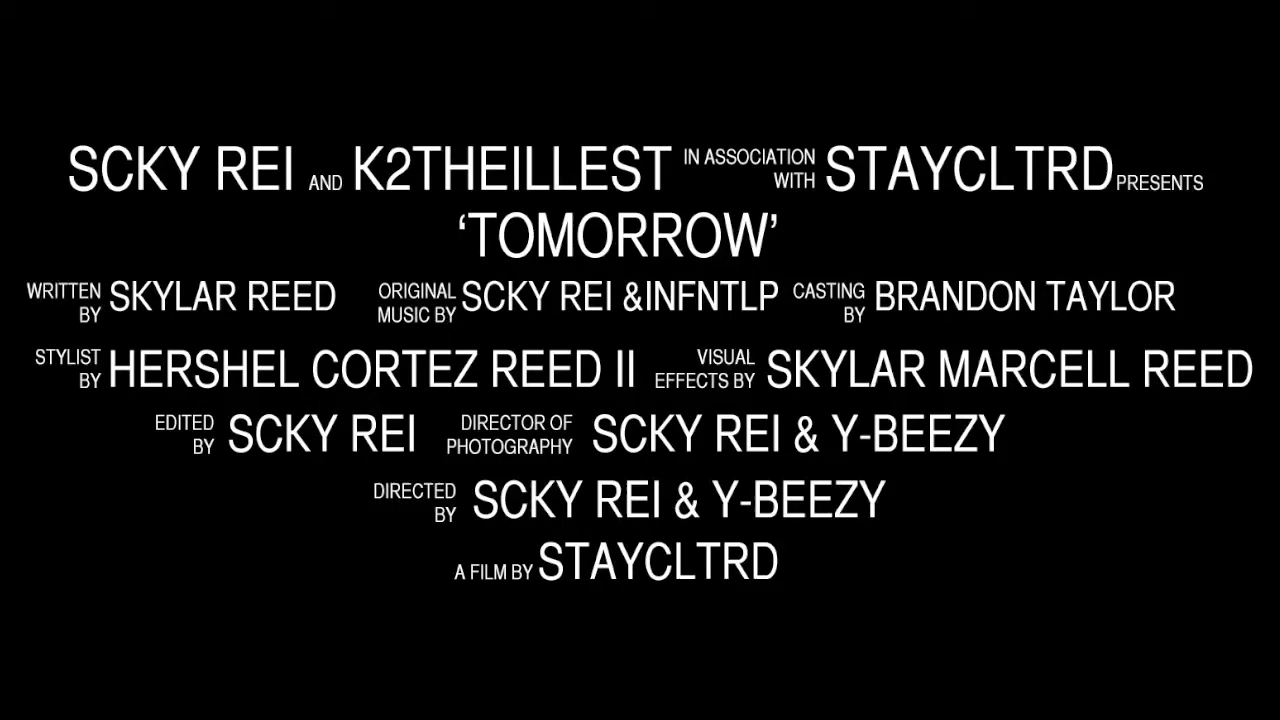 SCKY REI AND K2THEILLEST IN ASSOCIATION WITH STAYCLTRD PRESENTS
‘TOMORROW’
WRITTEN BY SKYLAR REED ORIGINAL MUSIC BY SCKY REI &INFNTLP CASTING BY BRANDON TAYLOR
STYLIST BY HERSHEL CORTEZ REED II VISUAL EFFECTS BY SKYLAR MARCELL REED
EDITED BY SCKY REI DIRECTOR OF PHOTOGRAPHY SCKY REI & Y-BEEZY
DIRECTED BY SCKY REI & Y-BEEZY
A FILM BY STAYCLTRD